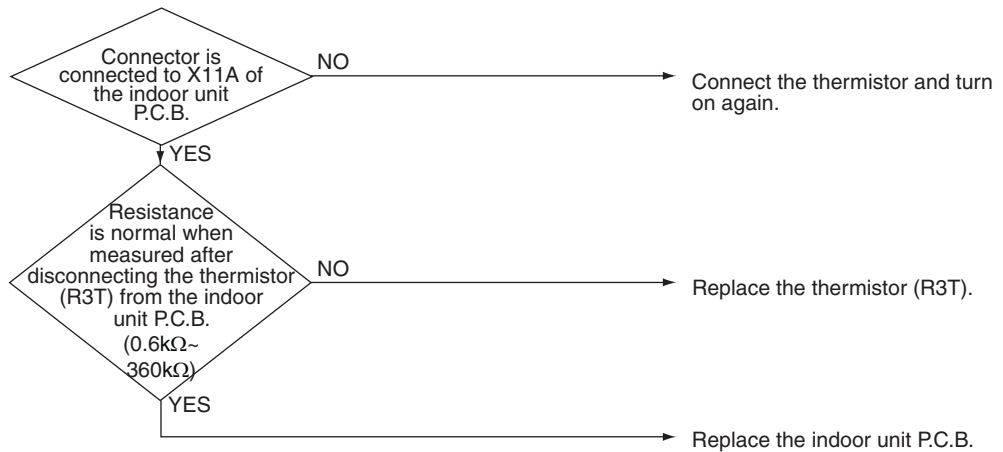 Connector is
connected to X11A of
the indoor unit
P.C.B.
NO
Connect the thermistor and turn
on again.
YES
Resistance
is normal when
measured after
disconnecting the thermistor
(R3T) from the indoor
unit P.C.B.
(0.6kΩ~
360kΩ)
NO
Replace the thermistor (R3T).
YES
Replace the indoor unit P.C.B.